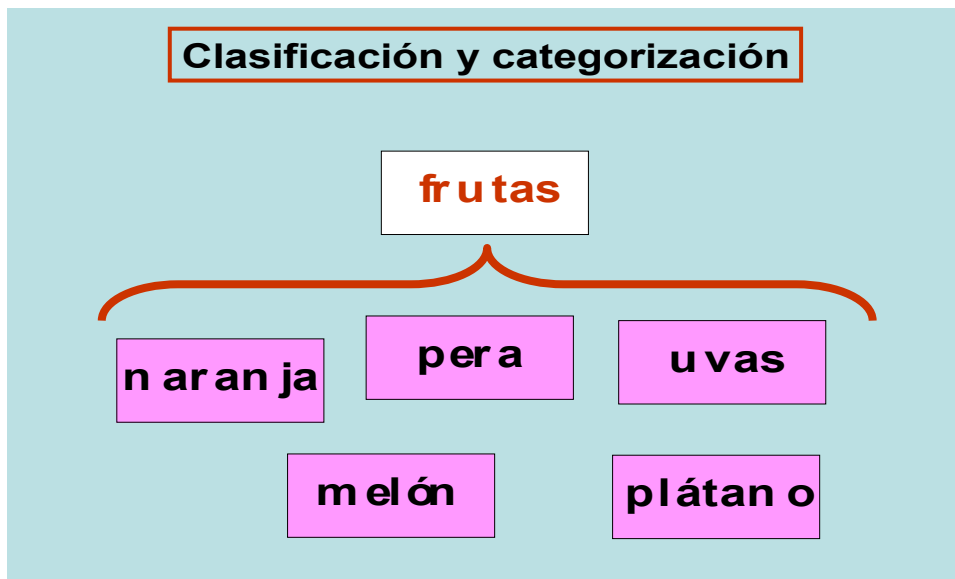 Clasificación y categorización
frutas
naranja
pera
uvas
melón
plátano